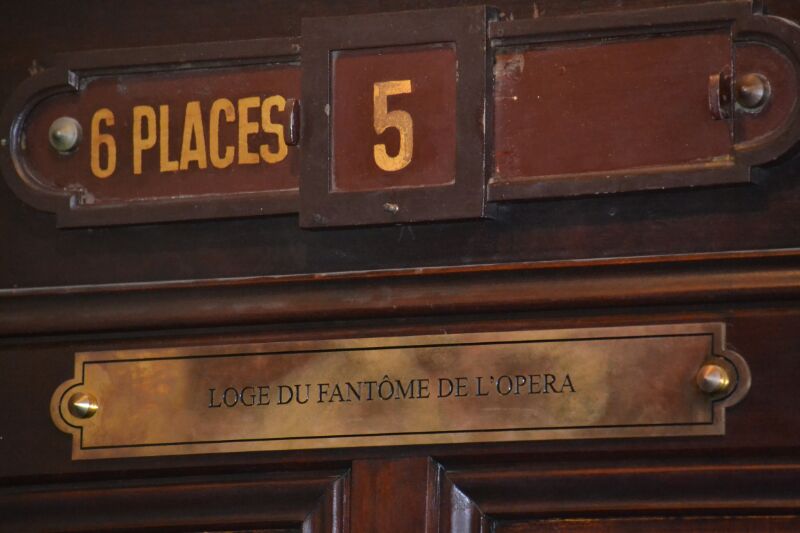 6 PLACES 5
LOGE DU FANTÔME DE L'OPERA